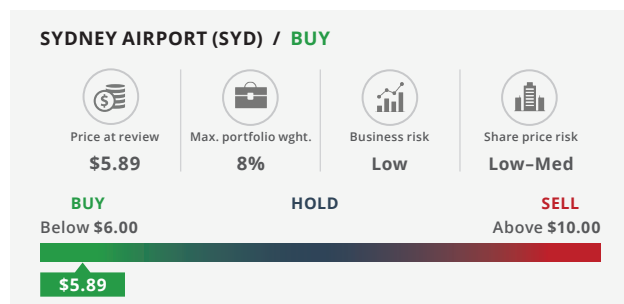 SYDNEY AIRPORT (SYD) / BUY
$
Price at review Max. portfolio wght. Business risk Share price risk
$5.89 8% Low Low–Med
BUY HOLD SELL
Below $6.00 Above $10.00
$5.89